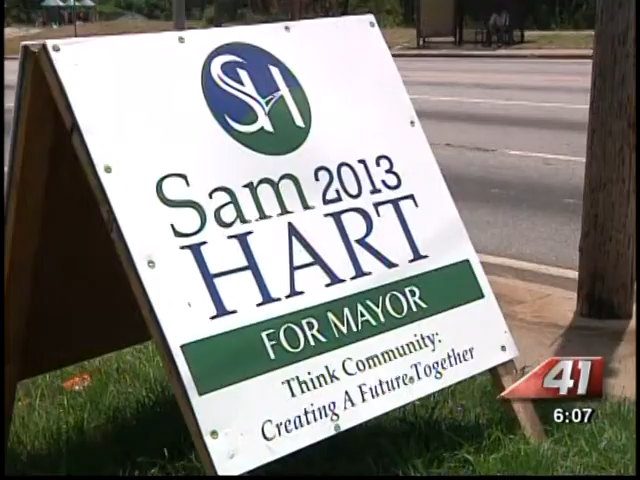 SH
Sam 2013
HART
FOR MAYOR
Think Community:
Creating A Future Together
41
6:07